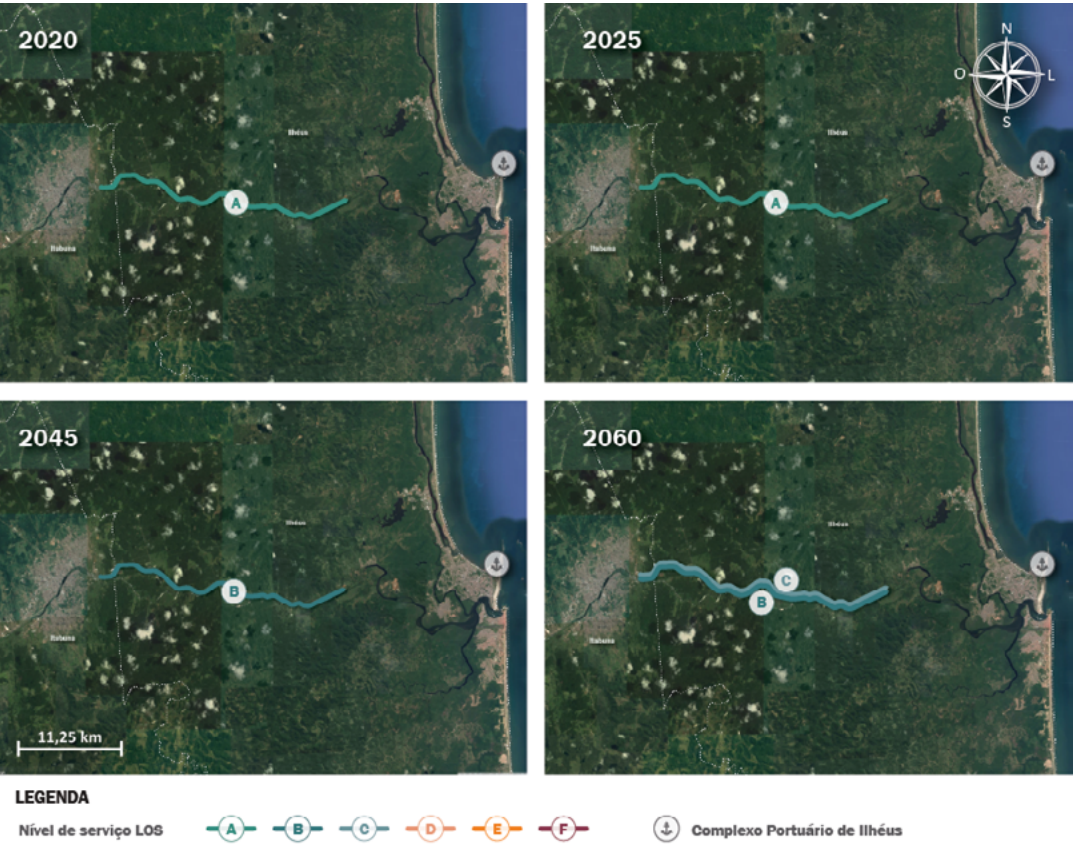 2020
Ilhéus
A
Itabuna
2025
N
O
L
S
Ilhéus
A
Itabuna
2045
Ilhéus
B
Itabuna
11,25 km
2060
Ilhéus
C
B
Itabuna
LEGENDA
Nível de serviço LOS A B C D E F Complexo Portuário de Ilhéus